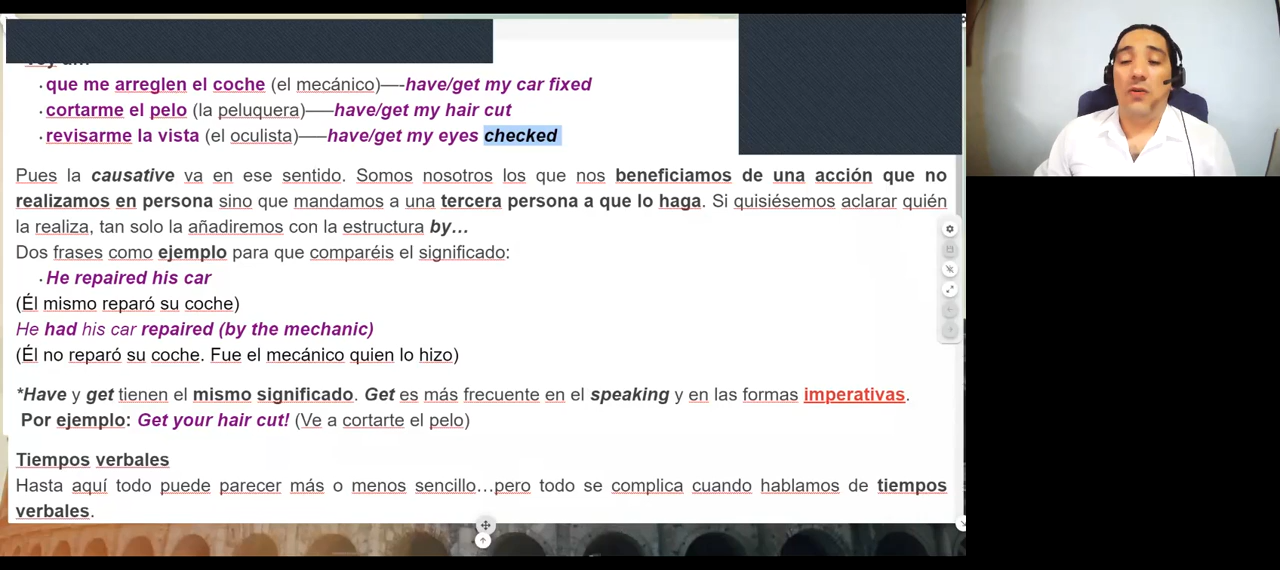 · que me arreglen el coche (el mecánico)—-have/get my car fixed
· cortarme el pelo (la peluquera)——have/get my hair cut
· revisarme la vista (el oculista)——have/get my eyes checked
Pues la causative va en ese sentido. Somos nosotros los que nos beneficiamos de una acción que no
realizamos en persona sino que mandamos a una tercera persona a que lo haga. Si quisiésemos aclarar quién
la realiza, tan solo la añadiremos con la estructura by…
Dos frases como ejemplo para que comparéis el significado:
· He repaired his car
(Él mismo reparó su coche)
He had his car repaired (by the mechanic)
(Él no reparó su coche. Fue el mecánico quien lo hizo)
*Have y get tienen el mismo significado. Get es más frecuente en el speaking y en las formas imperativas.
Por ejemplo: Get your hair cut! (Ve a cortarte el pelo)
Tiempos verbales
Hasta aquí todo puede parecer más o menos sencillo…pero todo se complica cuando hablamos de tiempos
verbales.